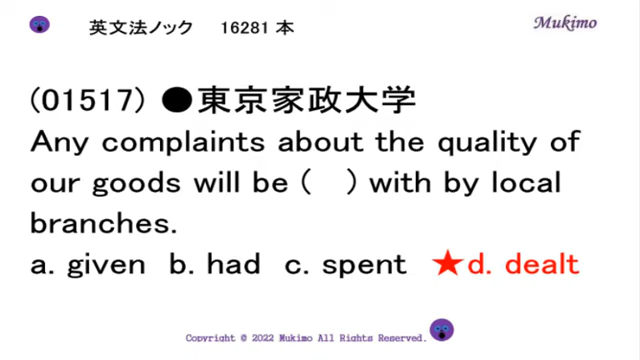 英文法ノック 16281 本
Mukimo
(01517) ●東京家政大学
Any complaints about the quality of
our goods will be (　) with by local
branches.
a. given b. had c. spent ★d. dealt
Copyright © 2022 Mukimo All Rights Reserved.